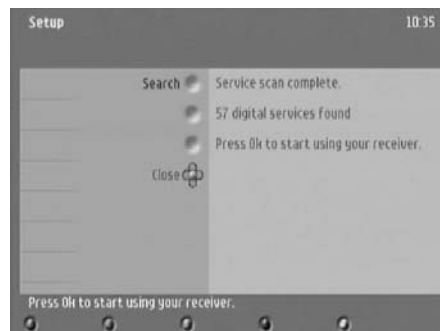 Setup 10:35
Search Service scan complete.
57 digital services found
Press Ok to start using your receiver.
Close
Press Ok to start using your receiver.